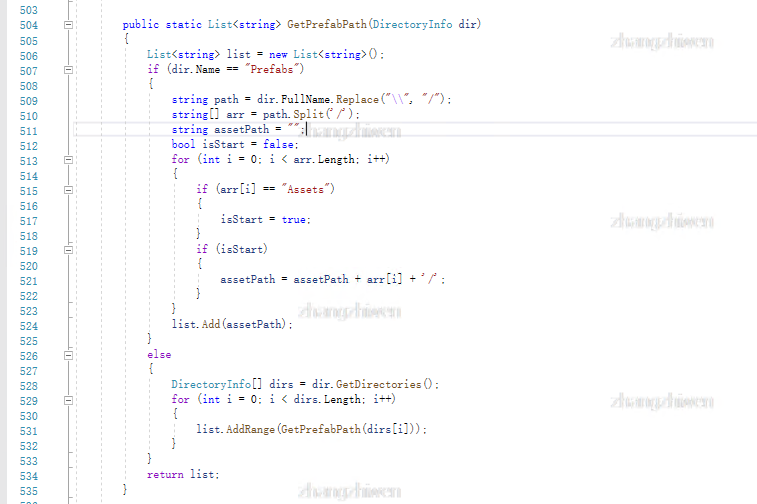 503
504 public static List<string> GetPrefabPath(DirectoryInfo dir)
505 {
506 List<string> list = new List<string>();
507 if (dir.Name == "Prefabs")
508 {
509 string path = dir.FullName.Replace("\\", "/");
510 string[] arr = path.Split('/');
511 string assetPath = "";
512 bool isStart = false;
513 for (int i = 0; i < arr.Length; i++)
514 {
515 if (arr[i] == "Assets")
516 {
517 isStart = true;
518 }
519 if (isStart)
520 {
521 assetPath = assetPath + arr[i] + '/';
522 }
523 }
524 list.Add(assetPath);
525 }
526 else
527 {
528 DirectoryInfo[] dirs = dir.GetDirectories();
529 for (int i = 0; i < dirs.Length; i++)
530 {
531 list.AddRange(GetPrefabPath(dirs[i]));
532 }
533 }
534 return list;
535 }
zhangzhiwen
zhangzhiwen
zhangzhiwen
zhangzhiwen
zhangzhiwen
zhangzhiwen